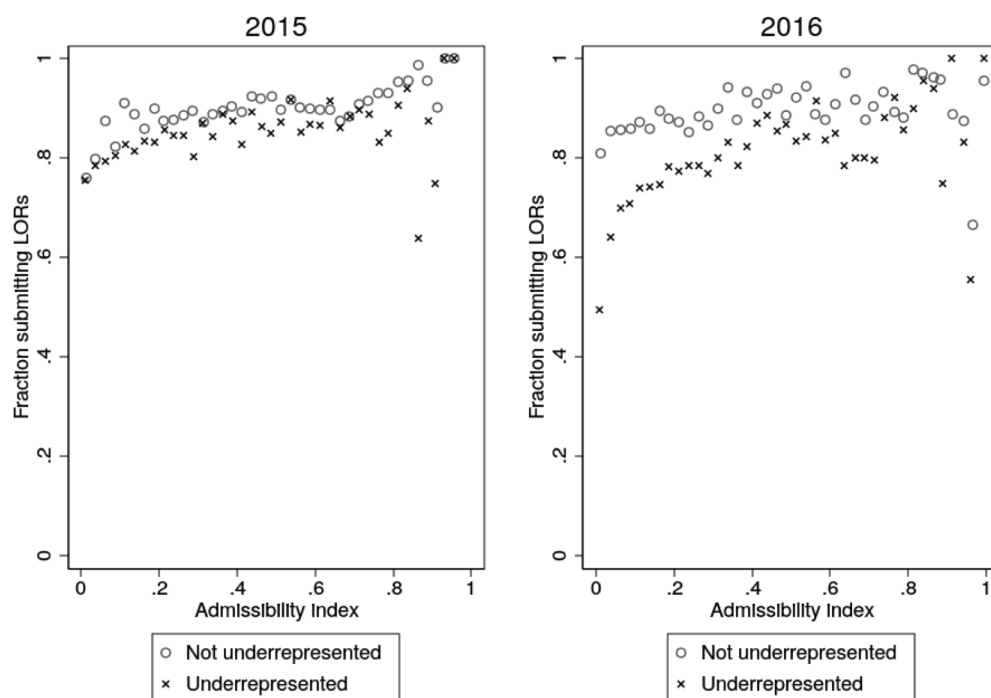 2015
Fraction submitting LORs
1
.8
.6
.4
.2
0
0 .2 .4 .6 .8 1
Admissibility index
Not underrepresented
Underrepresented
2016
Fraction submitting LORs
1
.8
.6
.4
.2
0
0 .2 .4 .6 .8 1
Admissibility index
Not underrepresented
Underrepresented